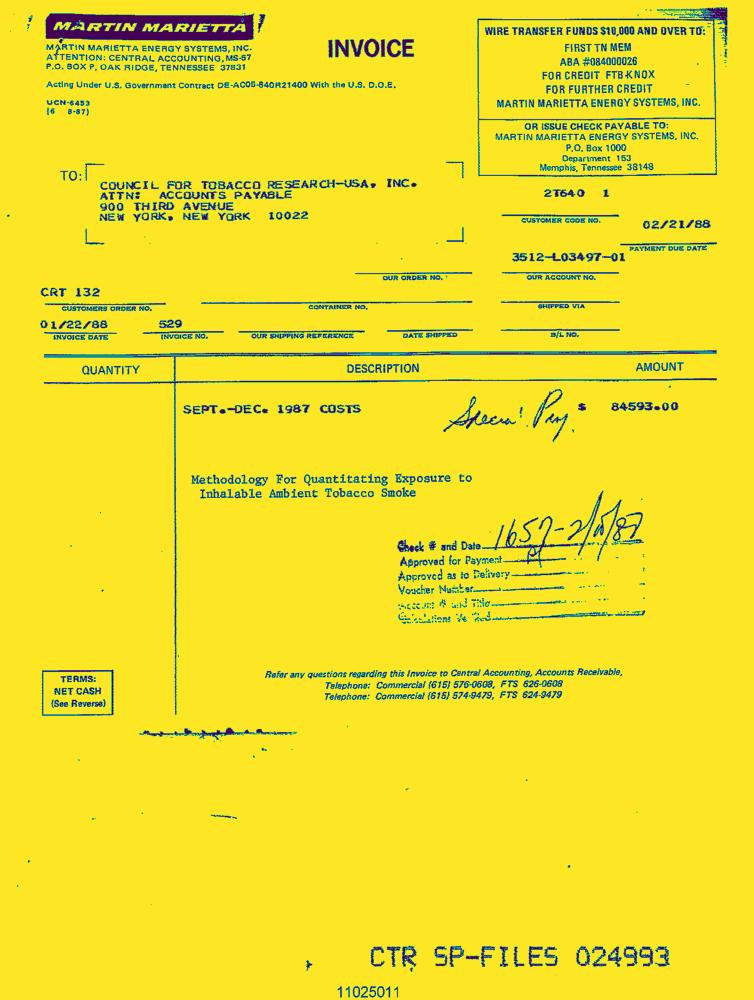 MARTIN MARIETTA
MARTIN MARIETTA ENERGY SYSTEMS, INC.
ATTENTION: CENTRAL ACCOUNTING, MS-57
P.O. BOX P, OAK RIDGE, TENNESSEE 37831
INVOICE
Acting Under U.S. Government Contract DE-AC05-84OR21400 With the U.S. D.O.E.
UCN-6453
(6 8-87)
WIRE TRANSFER FUNDS $10,000 AND OVER TO:
FIRST TN MEM
ABA #084000026
FOR CREDIT FTB-KNOX
FOR FURTHER CREDIT
MARTIN MARIETTA ENERGY SYSTEMS, INC.
OR ISSUE CHECK PAYABLE TO:
MARTIN MARIETTA ENERGY SYSTEMS, INC.
P.O. Box 1000
Department 153
Memphis, Tennessee 38148
TO:
COUNCIL FOR TOBACCO RESEARCH-USA, INC.
ATTN: ACCOUNTS PAYABLE
900 THIRD AVENUE
NEW YORK, NEW YORK 10022
2T640 1
CUSTOMER CODE NO.
02/21/88
PAYMENT DUE DATE
3512-L03497-01
OUR ORDER NO.
OUR ACCOUNT NO.
CRT 132
CUSTOMERS ORDER NO.
CONTAINER NO.
SHIPPED VIA
01/22/88
529
INVOICE DATE
INVOICE NO.
OUR SHIPPING REFERENCE
DATE SHIPPED
B/L NO.
QUANTITY
DESCRIPTION
AMOUNT
SEPT.-DEC. 1987 COSTS
Special Proj.
$ 84593.00
Methodology For Quantitating Exposure to
Inhalable Ambient Tobacco Smoke
Check # and Date 1657-2/
Approved for Payment
Approved as to Delivery
Voucher Number
Account # and Title
TERMS:
NET CASH
(See Reverse)
Refer any questions regarding this Invoice to Central Accounting, Accounts Receivable,
Telephone: Commercial (615) 576-0608, FTS 626-0608
Telephone: Commercial (615) 574-9479, FTS 624-9479
CTR SP-FILES 024993
11025011